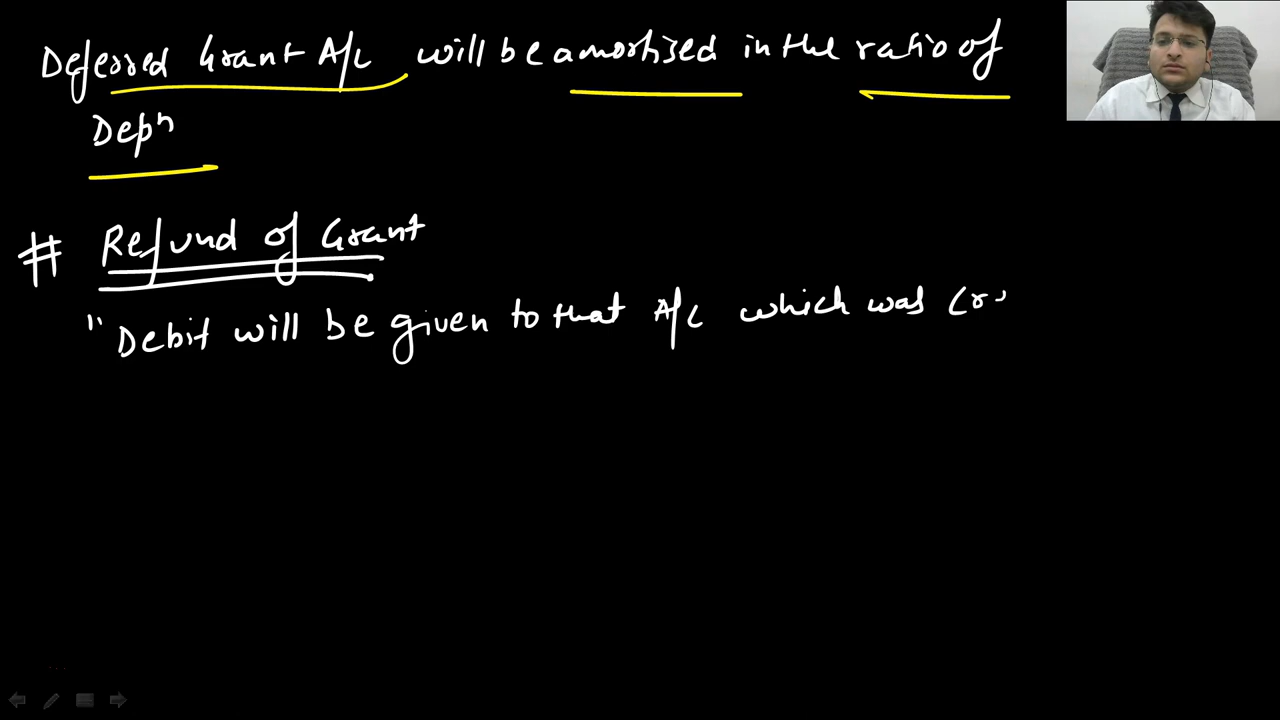 Deferred Grant A/c will be amortised in the ratio of
Depⁿ
# Refund of Grant
"Debit will be given to that A/c which was Cr.